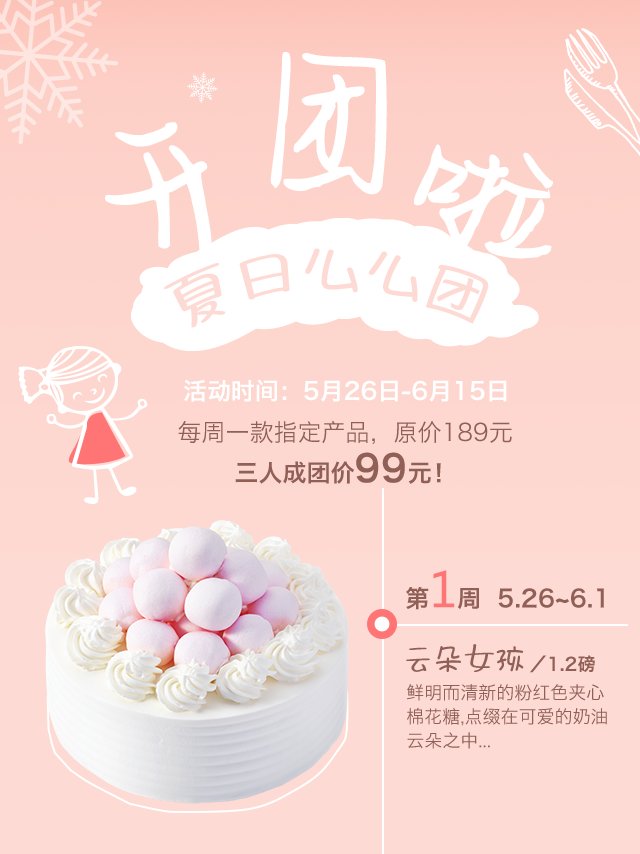 开团啦
夏日心心团
活动时间：5月26日-6月15日
每周一款指定产品，原价189元
三人成团价99元！
第1周 5.26~6.1
云朵女孩／1.2磅
鲜明而清新的粉红色夹心
棉花糖,点缀在可爱的奶油
云朵之中...